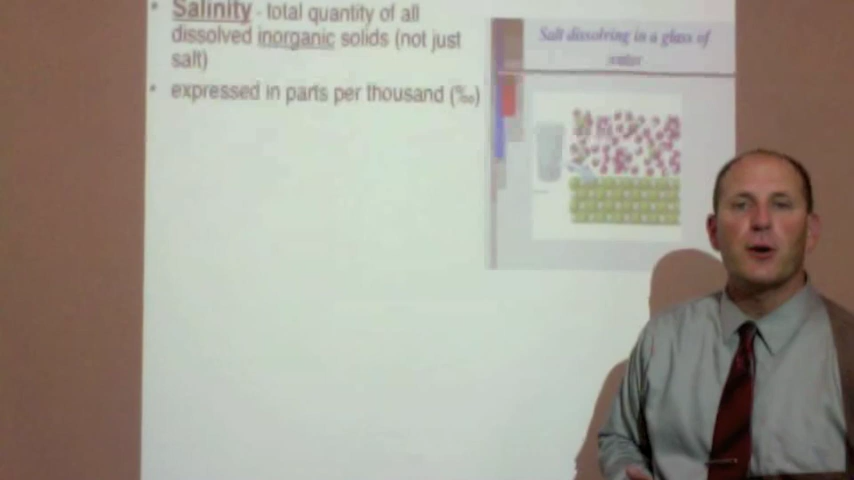 • Salinity - total quantity of all
dissolved inorganic solids (not just
salt)
• expressed in parts per thousand (‰)
Salt dissolving in a glass of
water